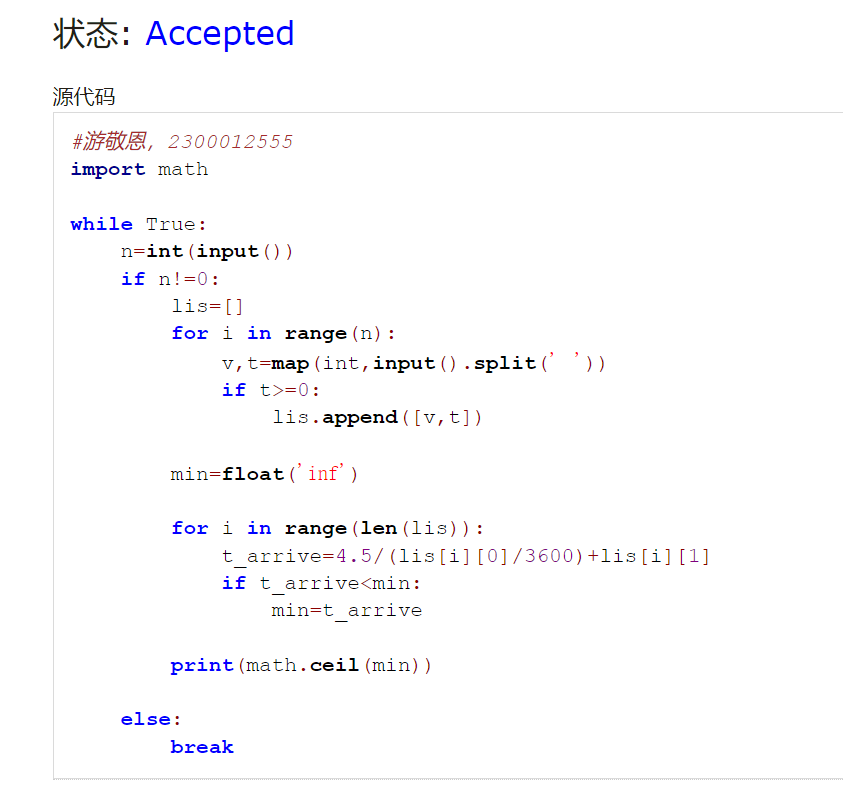 状态: Accepted
源代码
#游敬恩，2300012555
import math
while True:
    n=int(input())
    if n!=0:
        lis=[]
        for i in range(n):
            v,t=map(int,input().split(' '))
            if t>=0:
                lis.append([v,t])
        min=float('inf')
        for i in range(len(lis)):
            t_arrive=4.5/(lis[i][0]/3600)+lis[i][1]
            if t_arrive<min:
                min=t_arrive
        print(math.ceil(min))
    else:
        break